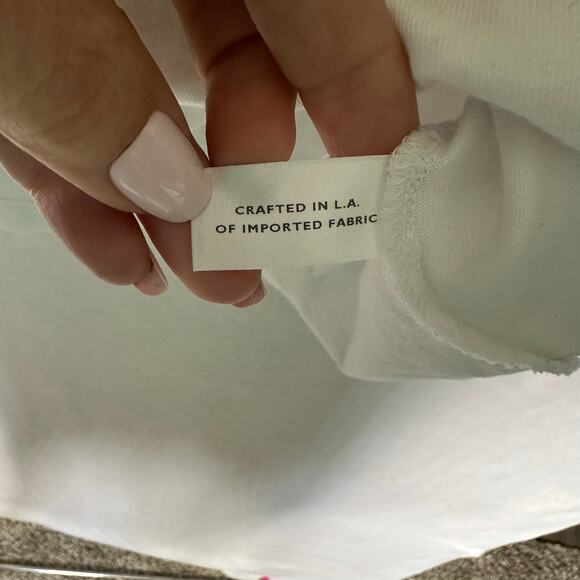 CRAFTED IN L.A.
OF IMPORTED FABRIC